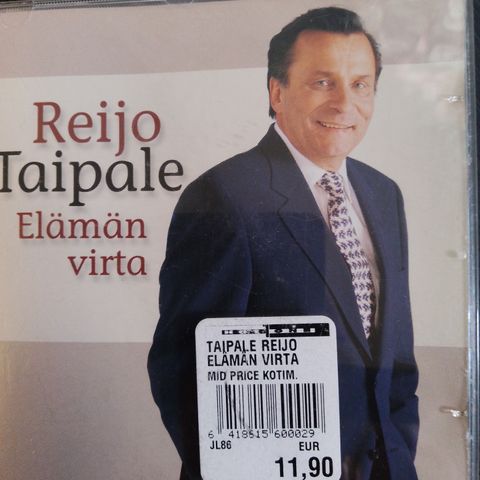 Reijo
Taipale
Elämän
virta
TAIPALE REIJO
ELÄMÄN VIRTA
MID PRICE KOTIM.
6 418615 600029
JL86 EUR
11,90